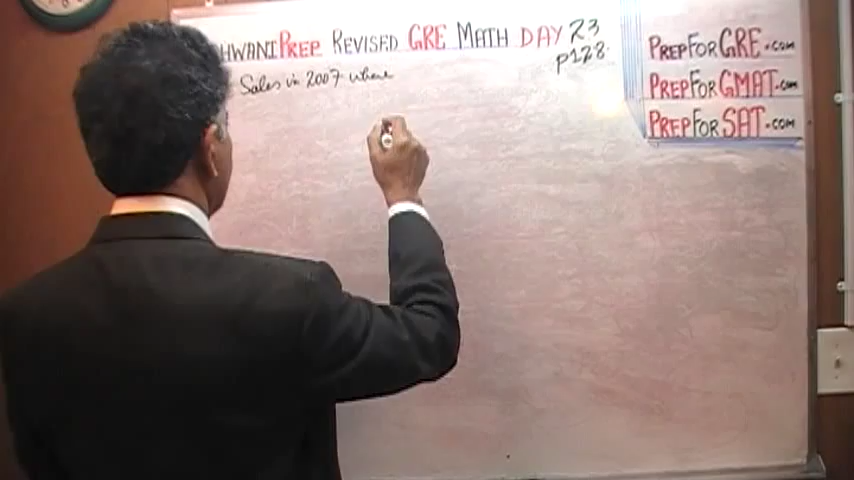 HWANIPREP REVISED GRE MATH DAY 23
p128.
Sales in 2007 where
PREPFORGRE.COM
PREPFORGMAT.COM
PREPFORSAT.COM